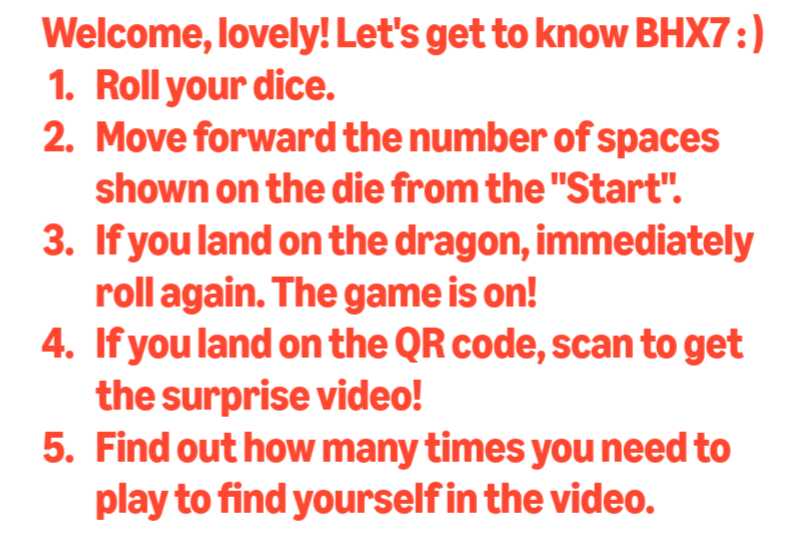 Welcome, lovely! Let's get to know BHX7 : )
1. Roll your dice.
2. Move forward the number of spaces
shown on the die from the "Start".
3. If you land on the dragon, immediately
roll again. The game is on!
4. If you land on the QR code, scan to get
the surprise video!
5. Find out how many times you need to
play to find yourself in the video.